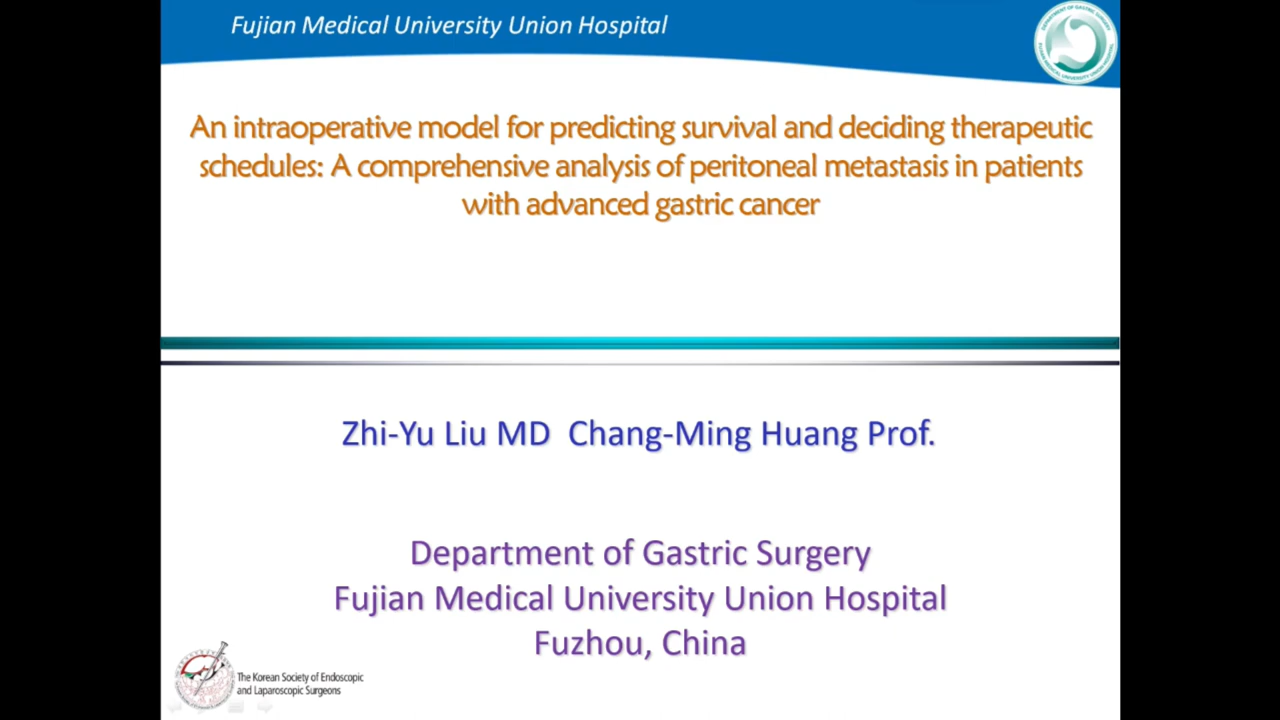 Fujian Medical University Union Hospital
An intraoperative model for predicting survival and deciding therapeutic
schedules: A comprehensive analysis of peritoneal metastasis in patients
with advanced gastric cancer
Zhi-Yu Liu MD  Chang-Ming Huang Prof.
Department of Gastric Surgery
Fujian Medical University Union Hospital
Fuzhou, China
The Korean Society of Endoscopic
and Laparoscopic Surgeons